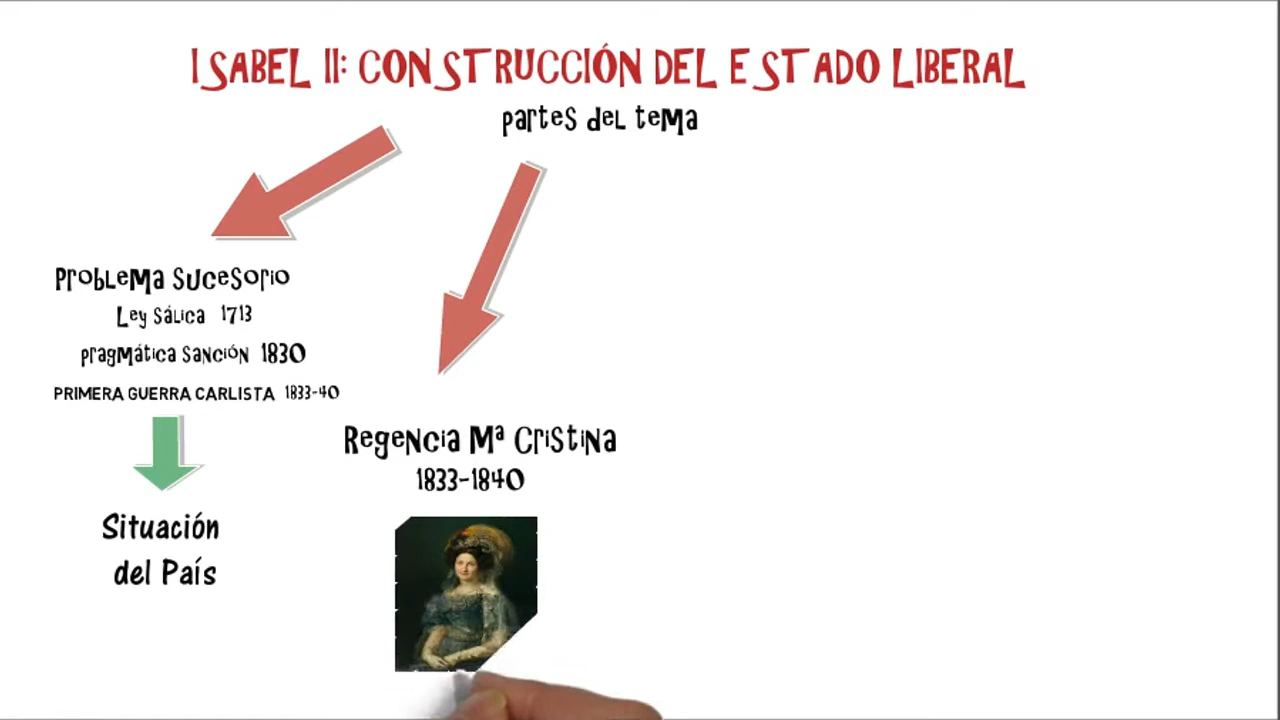 ISABEL II: CONSTRUCCIÓN DEL ESTADO LIBERAL
Partes del tema
Problema Sucesorio
Ley Sálica 1713
Pragmática Sanción 1830
PRIMERA GUERRA CARLISTA 1833-40
Situación
del País
Regencia Mª Cristina
1833-1840